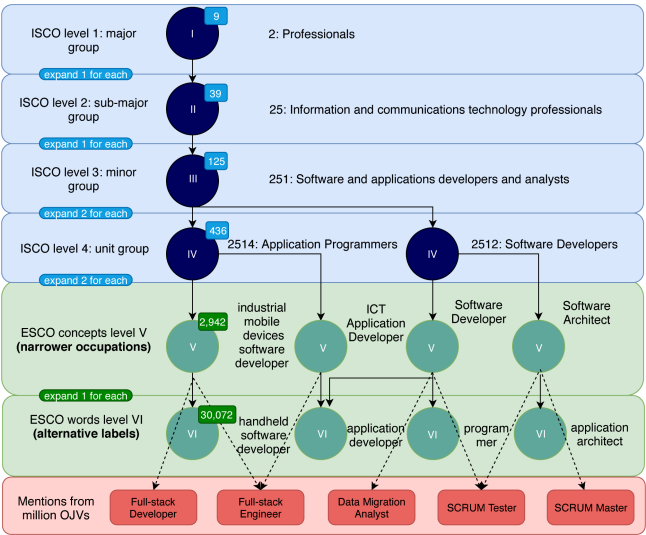 9
ISCO level 1: major
group
I
2: Professionals
expand 1 for each
39
ISCO level 2: sub-major
group
II
25: Information and communications technology professionals
expand 1 for each
125
ISCO level 3: minor
group
III
251: Software and applications developers and analysts
expand 2 for each
436
ISCO level 4: unit group
IV
2514: Application Programmers
IV
2512: Software Developers
expand 2 for each
2,942
ESCO concepts level V
(narrower occupations)
V
industrial
mobile
devices
software
developer
V
ICT
Application
Developer
V
Software
Developer
V
Software
Architect
expand 1 for each
30,072
ESCO words level VI
(alternative labels)
VI
handheld
software
developer
VI
application
developer
VI
program
mer
VI
application
architect
Mentions from
million OJVs
Full-stack
Developer
Full-stack
Engineer
Data Migration
Analyst
SCRUM Tester
SCRUM Master